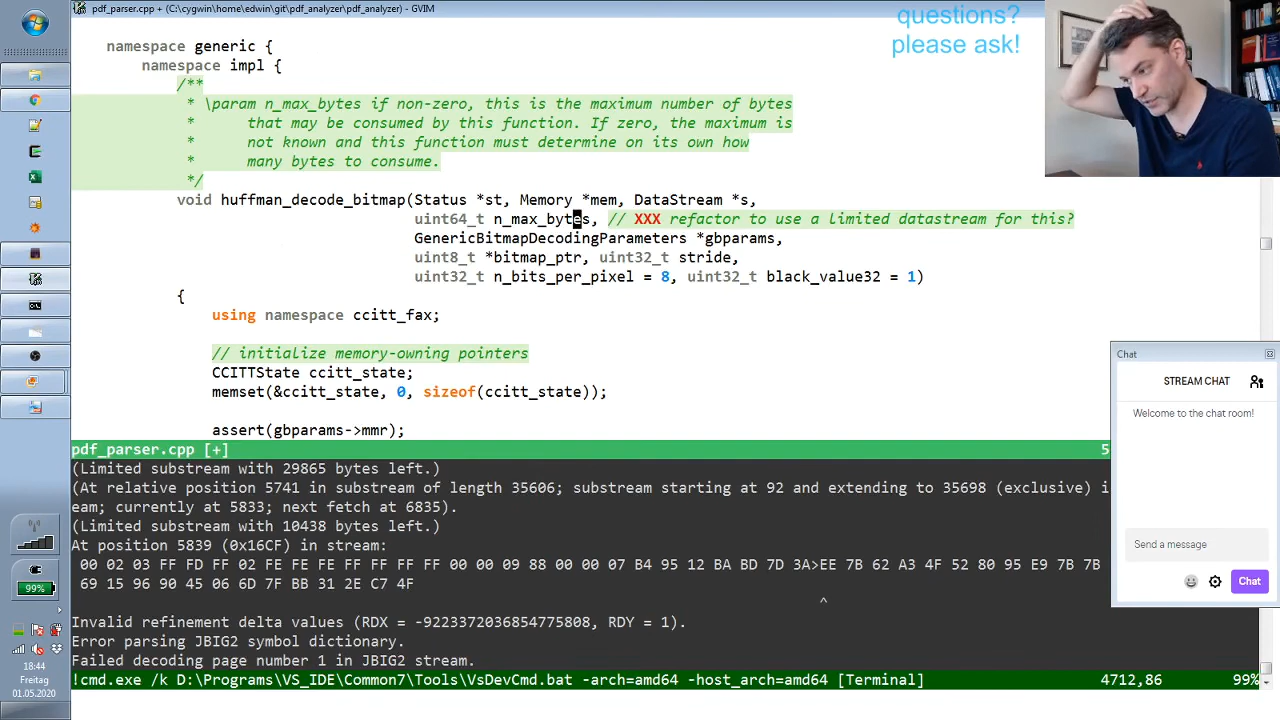 pdf_parser.cpp + (C:\cygwin\home\edwin\git\pdf_analyzer\pdf_analyzer) - GVIM
questions?
please ask!
namespace generic {
namespace impl {
/**
* \param n_max_bytes if non-zero, this is the maximum number of bytes
* that may be consumed by this function. If zero, the maximum is
* not known and this function must determine on its own how
* many bytes to consume.
*/
void huffman_decode_bitmap(Status *st, Memory *mem, DataStream *s,
uint64_t n_max_bytes, // XXX refactor to use a limited datastream for this?
GenericBitmapDecodingParameters *gbparams,
uint8_t *bitmap_ptr, uint32_t stride,
uint32_t n_bits_per_pixel = 8, uint32_t black_value32 = 1)
{
using namespace ccitt_fax;
// initialize memory-owning pointers
CCITTState ccitt_state;
memset(&ccitt_state, 0, sizeof(ccitt_state));
assert(gbparams->mmr);
pdf_parser.cpp [+] 5
(Limited substream with 29865 bytes left.)
(At relative position 5741 in substream of length 35606; substream starting at 92 and extending to 35698 (exclusive) i
eam; currently at 5833; next fetch at 6835).
(Limited substream with 10438 bytes left.)
At position 5839 (0x16CF) in stream:
00 02 03 FF FD FF 02 FE FE FE FF FF FF FF 00 00 09 88 00 00 07 B4 95 12 BA BD 7D 3A>EE 7B 62 A3 4F 52 80 95 E9 7B 7B
69 15 96 90 45 06 6D 7F BB 31 2E C7 4F
^
Invalid refinement delta values (RDX = -9223372036854775808, RDY = 1).
Error parsing JBIG2 symbol dictionary.
Failed decoding page number 1 in JBIG2 stream.
!cmd.exe /k D:\Programs\VS_IDE\Common7\Tools\VsDevCmd.bat -arch=amd64 -host_arch=amd64 [Terminal] 4712,86 99%
Chat
STREAM CHAT
Welcome to the chat room!
Send a message
Chat
99%
18:44
Freitag
01.05.2020